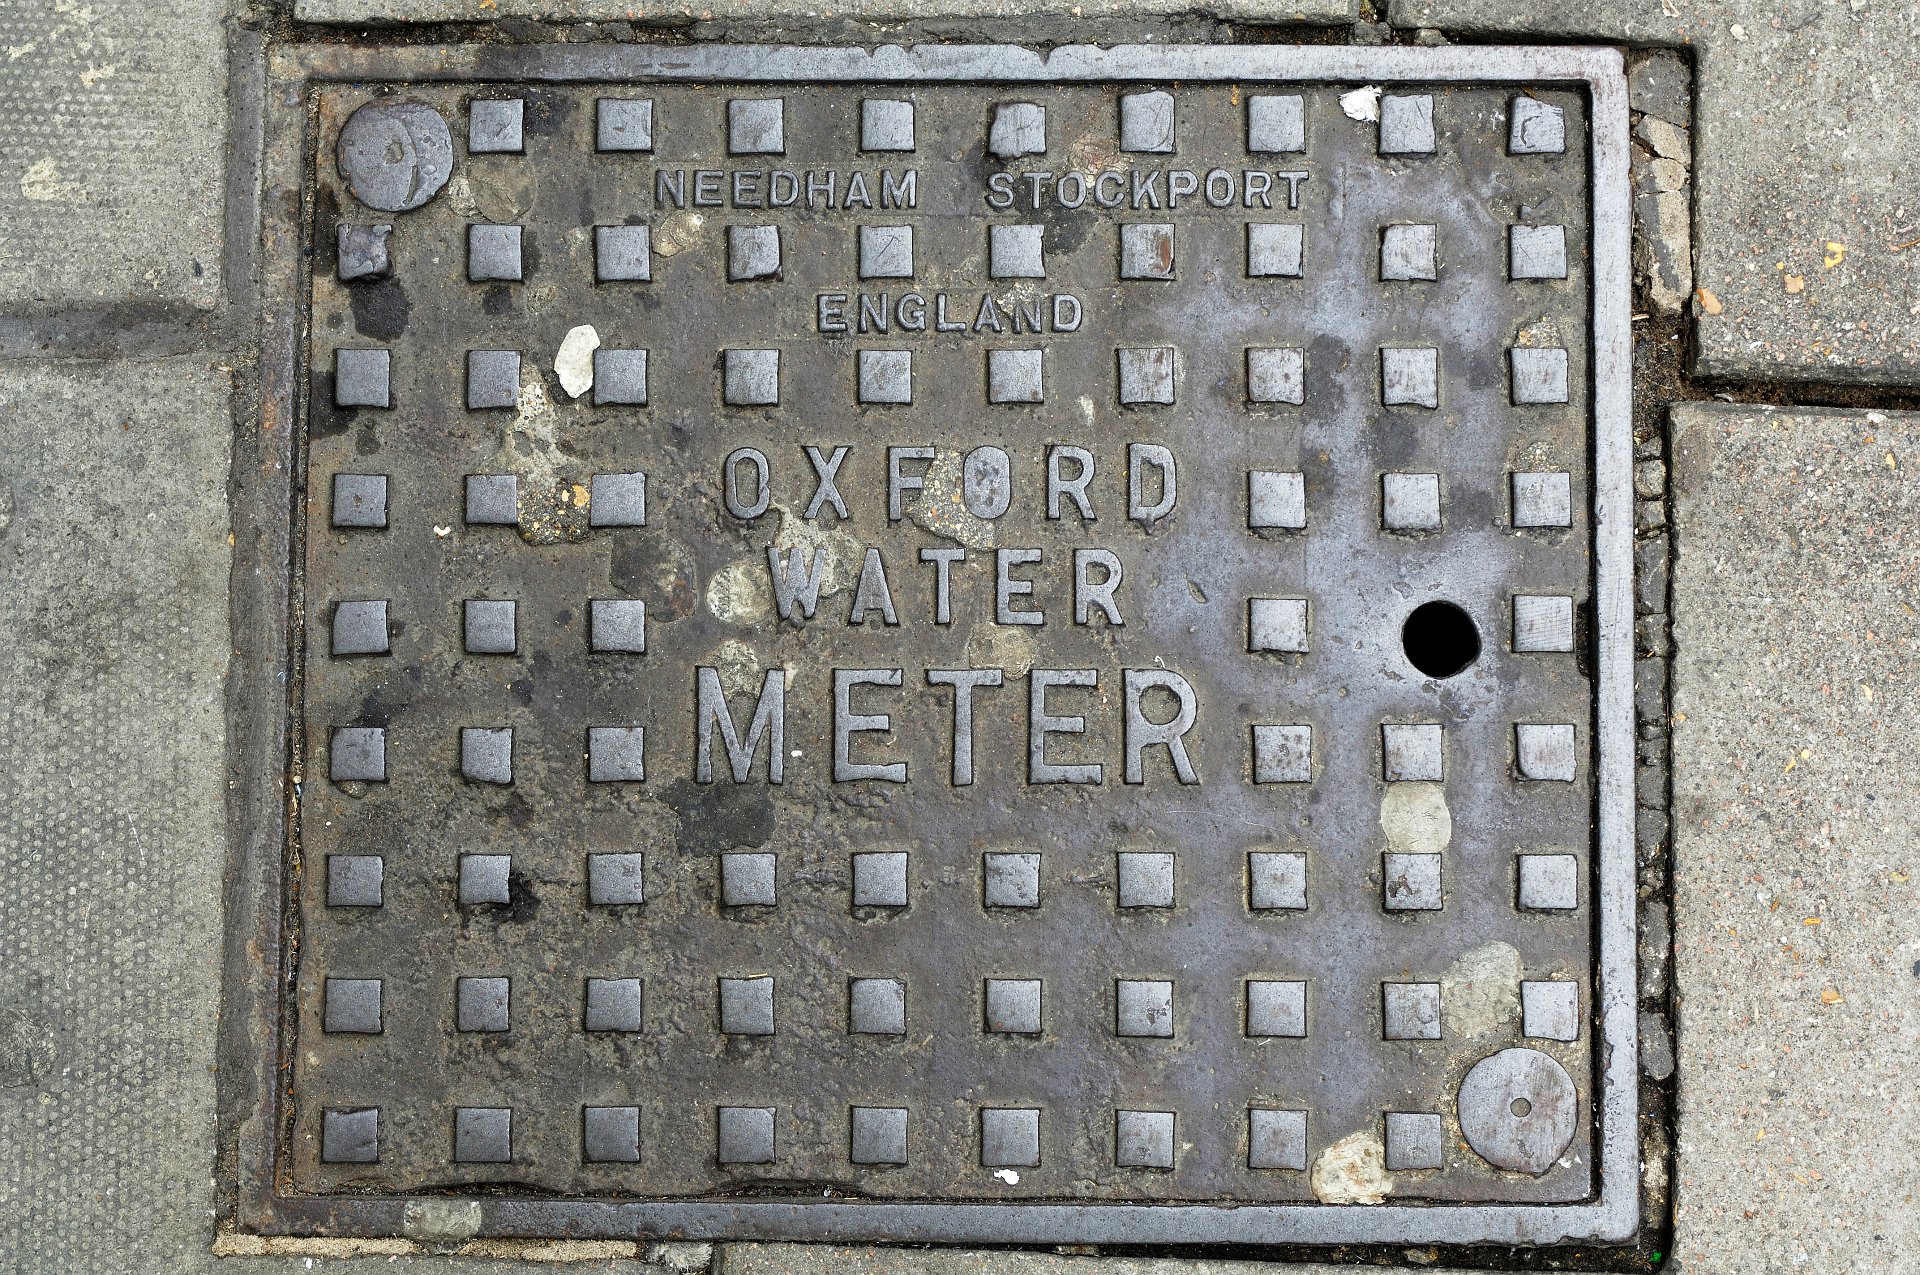 NEEDHAM STOCKPORT
ENGLAND
OXFORD
WATER
METER